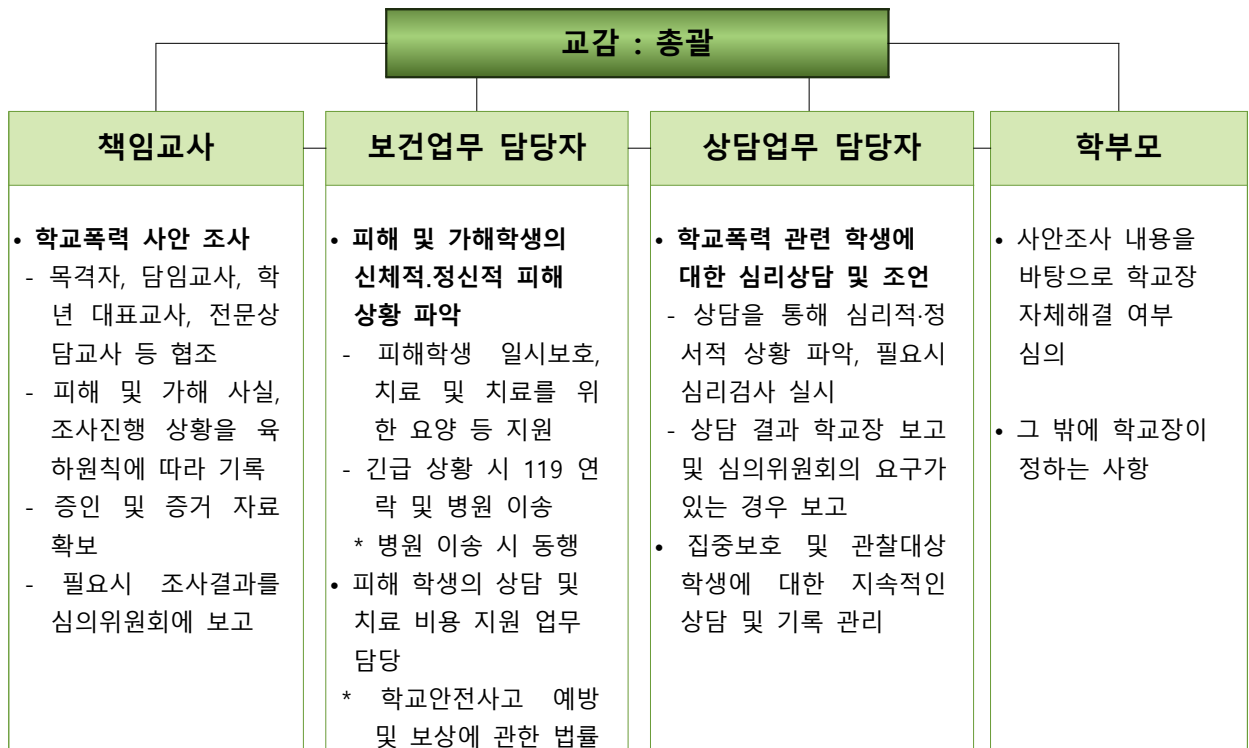 교감 : 총괄
책임교사
• 학교폭력 사안 조사
- 목격자, 담임교사, 학
년 대표교사, 전문상
담교사 등 협조
- 피해 및 가해 사실,
조사진행 상황을 육
하원칙에 따라 기록
- 증인 및 증거 자료
확보
- 필요시 조사결과를
심의위원회에 보고
보건업무 담당자
• 피해 및 가해학생의
신체적.정신적 피해
상황 파악
- 피해학생 일시보호,
치료 및 치료를 위
한 요양 등 지원
- 긴급 상황 시 119 연
락 및 병원 이송
* 병원 이송 시 동행
• 피해 학생의 상담 및
치료 비용 지원 업무
담당
* 학교안전사고 예방
및 보상에 관한 법률
상담업무 담당자
• 학교폭력 관련 학생에
대한 심리상담 및 조언
- 상담을 통해 심리적·정
서적 상황 파악, 필요시
심리검사 실시
- 상담 결과 학교장 보고
및 심의위원회의 요구가
있는 경우 보고
• 집중보호 및 관찰대상
학생에 대한 지속적인
상담 및 기록 관리
학부모
• 사안조사 내용을
바탕으로 학교장
자체해결 여부
심의
• 그 밖에 학교장이
정하는 사항